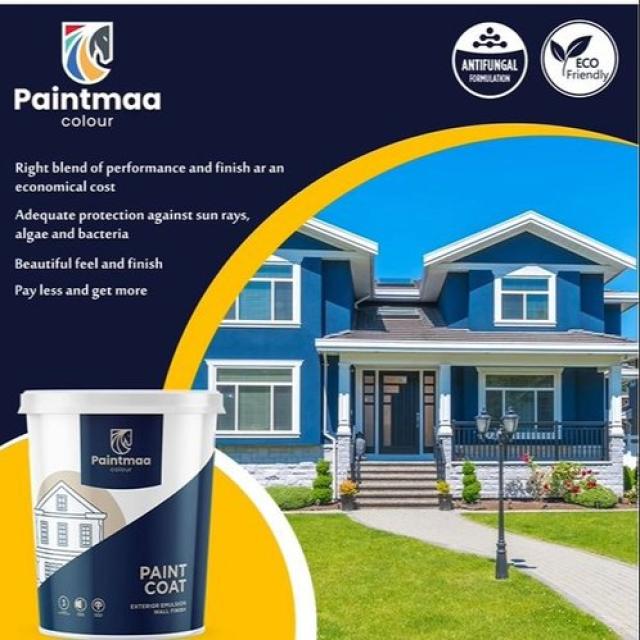 Paintmaa
colour
ANTIFUNGAL
FORMULATION
ECO
Friendly
Right blend of performance and finish ar an
economical cost
Adequate protection against sun rays,
algae and bacteria
Beautiful feel and finish
Pay less and get more
Paintmaa
colour
PAINT
COAT
EXTERIOR EMULSION
WALL FINISH